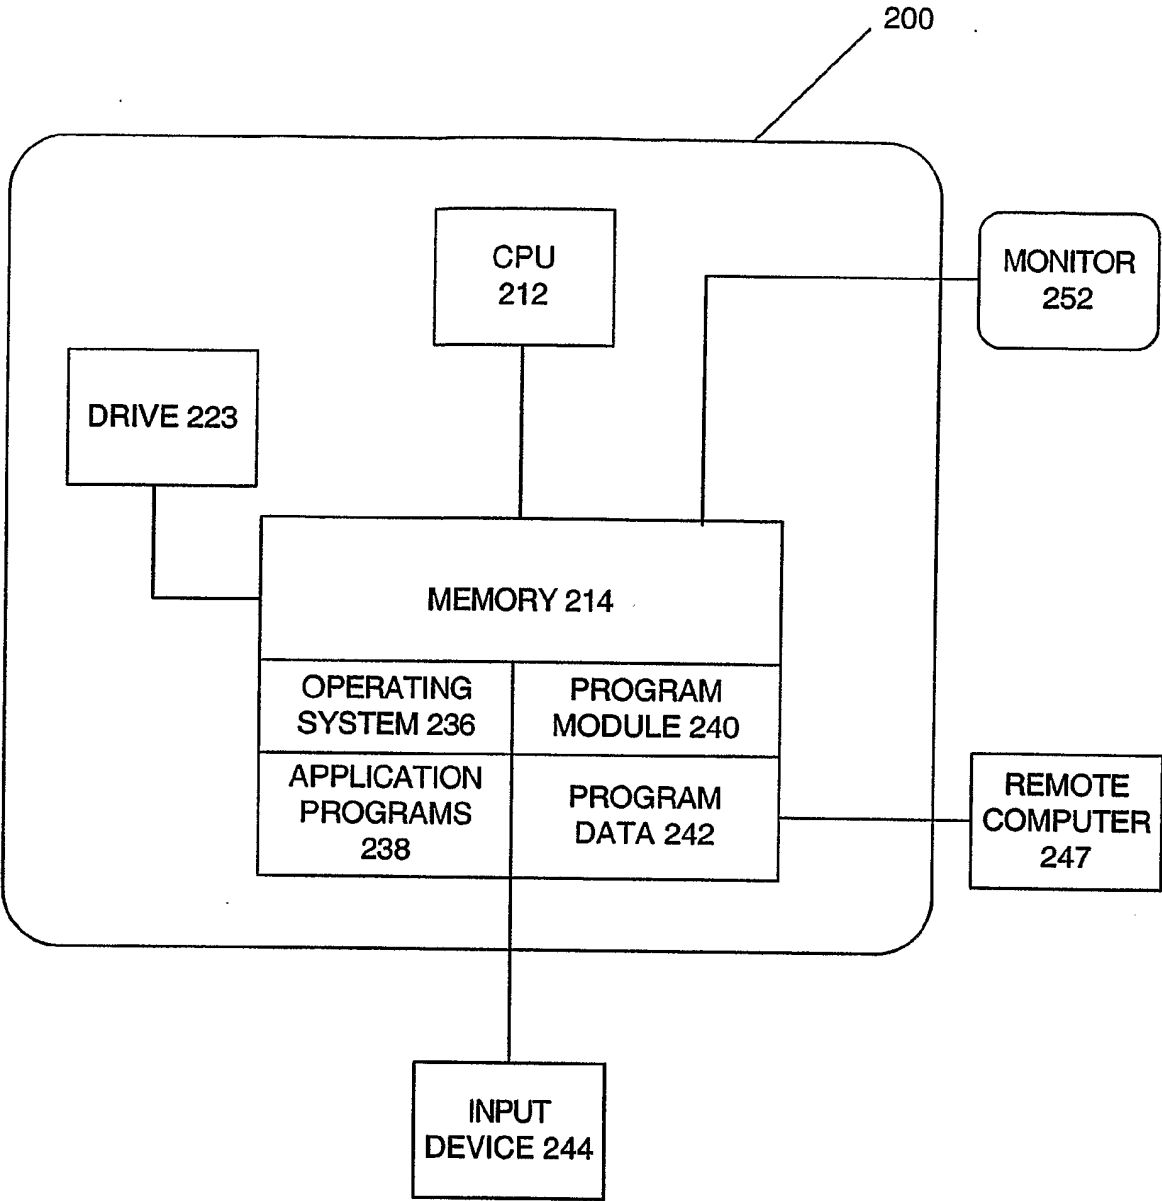 200
CPU
212
MONITOR
252
DRIVE 223
MEMORY 214
OPERATING
SYSTEM 236
PROGRAM
MODULE 240
APPLICATION
PROGRAMS
238
PROGRAM
DATA 242
REMOTE
COMPUTER
247
INPUT
DEVICE 244